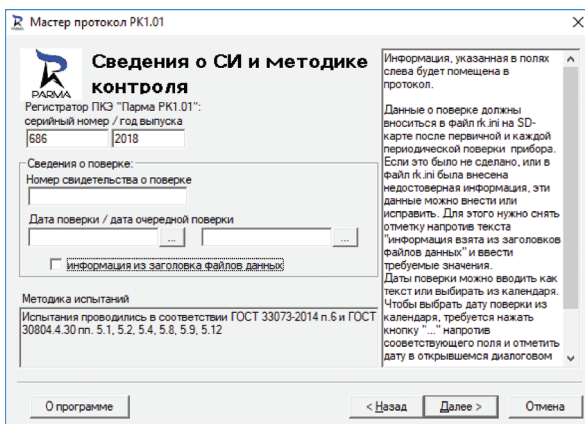 Мастер протокол РК1.01
Сведения о СИ и методике
контроля
PARMA
Регистратор ПКЭ "Парма РК1.01":
серийный номер / год выпуска
686
2018
Сведения о поверке:
Номер свидетельства о поверке
Дата поверки / дата очередной поверки
...
...
информация из заголовка файлов данных
Методика испытаний
Испытания проводились в соответствии ГОСТ 33073-2014 п.6 и ГОСТ
30804.4.30 пп. 5.1, 5.2, 5.4, 5.8, 5.9, 5.12
Информация, указанная в полях
слева будет помещена в
протокол.
Данные о поверке должны
вноситься в файл rk.ini на SD-
карте после первичной и каждой
периодической поверки прибора.
Если это было не сделано, или в
файл rk.ini была внесена
недостоверная информация, эти
данные можно внести или
исправить. Для этого нужно снять
отметку напротив текста
"информация взята из заголовков
файлов данных" и ввести
требуемые значения.
Даты поверки можно вводить как
текст или выбирать из календаря.
Чтобы выбрать дату поверки из
календаря, требуется нажать
кнопку "..." напротив
сооветствующего поля и отметить
дату в открывшемся диалоговом
О программе
< Назад
Далее >
Отмена